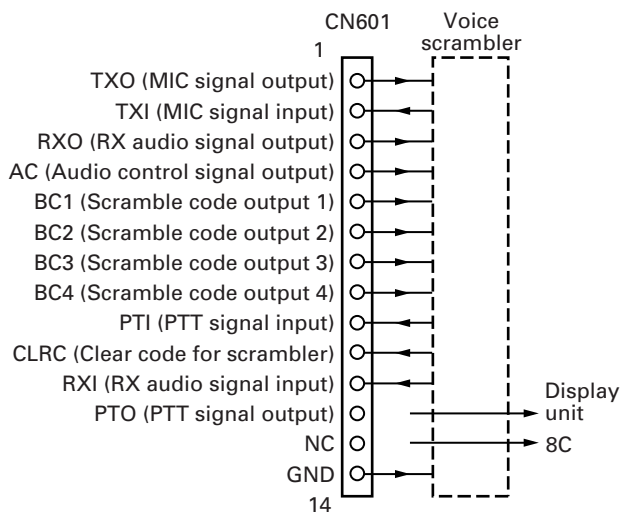 CN601
Voice
scrambler
1
TXO (MIC signal output)
TXI (MIC signal input)
RXO (RX audio signal output)
AC (Audio control signal output)
BC1 (Scramble code output 1)
BC2 (Scramble code output 2)
BC3 (Scramble code output 3)
BC4 (Scramble code output 4)
PTI (PTT signal input)
CLRC (Clear code for scrambler)
RXI (RX audio signal input)
PTO (PTT signal output)
Display
unit
NC
8C
GND
14